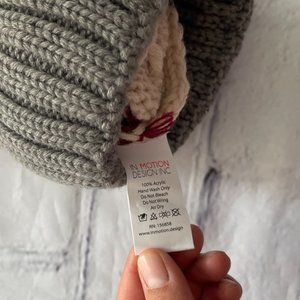 IN MOTION
DESIGN INC
100% Acrylic
Hand Wash Only
Do Not Bleach
Do Not Wring
Air Dry
RN: 156858
www.inmotion.design